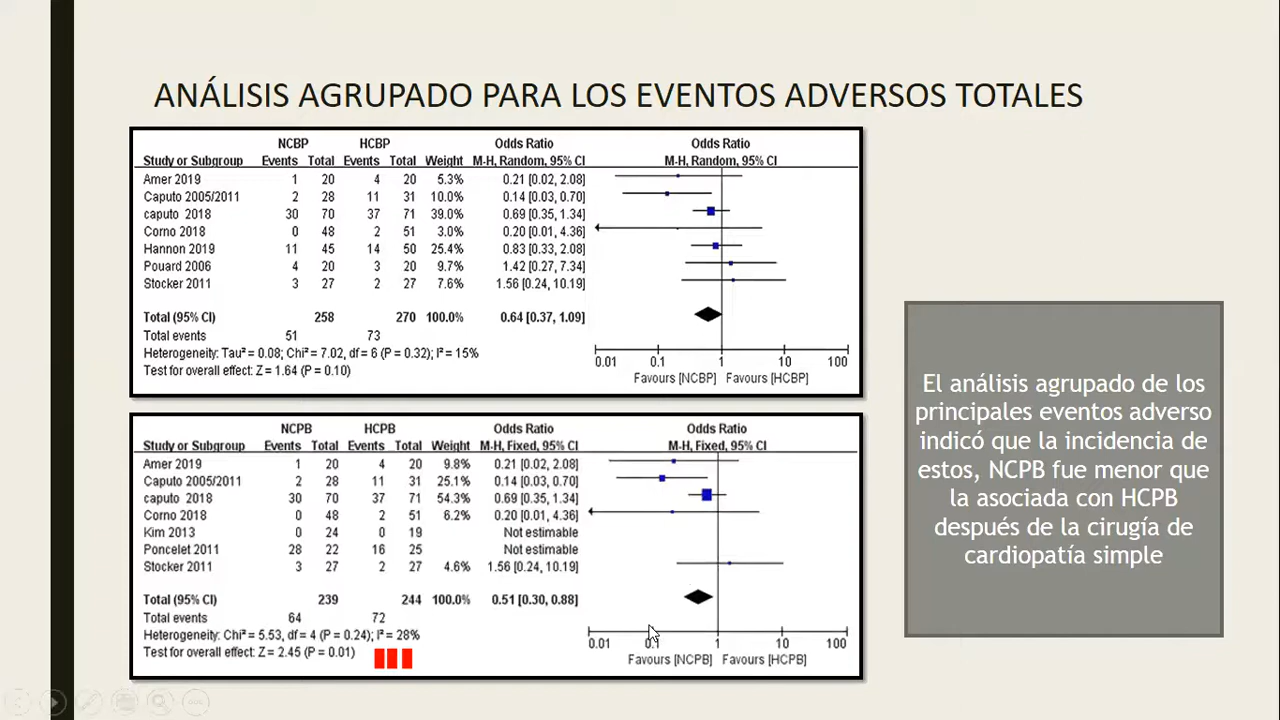 ANÁLISIS AGRUPADO PARA LOS EVENTOS ADVERSOS TOTALES
NCBP HCBP Odds Ratio Odds Ratio
Study or Subgroup Events Total Events Total Weight M-H, Random, 95% CI M-H, Random, 95% CI
Amer 2019 1 20 4 20 5.3% 0.21 [0.02, 2.08]
Caputo 2005/2011 2 28 11 31 10.0% 0.14 [0.03, 0.70]
caputo 2018 30 70 37 71 39.0% 0.69 [0.35, 1.34]
Corno 2018 0 48 2 51 3.0% 0.20 [0.01, 4.36]
Hannon 2019 11 45 14 50 25.4% 0.83 [0.33, 2.08]
Pouard 2006 4 20 3 20 9.7% 1.42 [0.27, 7.34]
Stocker 2011 3 27 2 27 7.6% 1.56 [0.24, 10.19]
Total (95% CI) 258 270 100.0% 0.64 [0.37, 1.09]
Total events 51 73
Heterogeneity: Tau² = 0.08; Chi² = 7.02, df = 6 (P = 0.32); I² = 15%
Test for overall effect: Z = 1.64 (P = 0.10)
0.01 0.1 1 10 100
Favours [NCBP] Favours [HCBP]
NCPB HCPB Odds Ratio Odds Ratio
Study or Subgroup Events Total Events Total Weight M-H, Fixed, 95% CI M-H, Fixed, 95% CI
Amer 2019 1 20 4 20 9.8% 0.21 [0.02, 2.08]
Caputo 2005/2011 2 28 11 31 25.1% 0.14 [0.03, 0.70]
caputo 2018 30 70 37 71 54.3% 0.69 [0.35, 1.34]
Corno 2018 0 48 2 51 6.2% 0.20 [0.01, 4.36]
Kim 2013 0 24 0 19 Not estimable
Poncelet 2011 28 22 16 25 Not estimable
Stocker 2011 3 27 2 27 4.6% 1.56 [0.24, 10.19]
Total (95% CI) 239 244 100.0% 0.51 [0.30, 0.88]
Total events 64 72
Heterogeneity: Chi² = 5.53, df = 4 (P = 0.24); I² = 28%
Test for overall effect: Z = 2.45 (P = 0.01)
0.01 0.1 1 10 100
Favours [NCPB] Favours [HCPB]
El análisis agrupado de los
principales eventos adverso
indicó que la incidencia de
estos, NCPB fue menor que
la asociada con HCPB
después de la cirugía de
cardiopatía simple